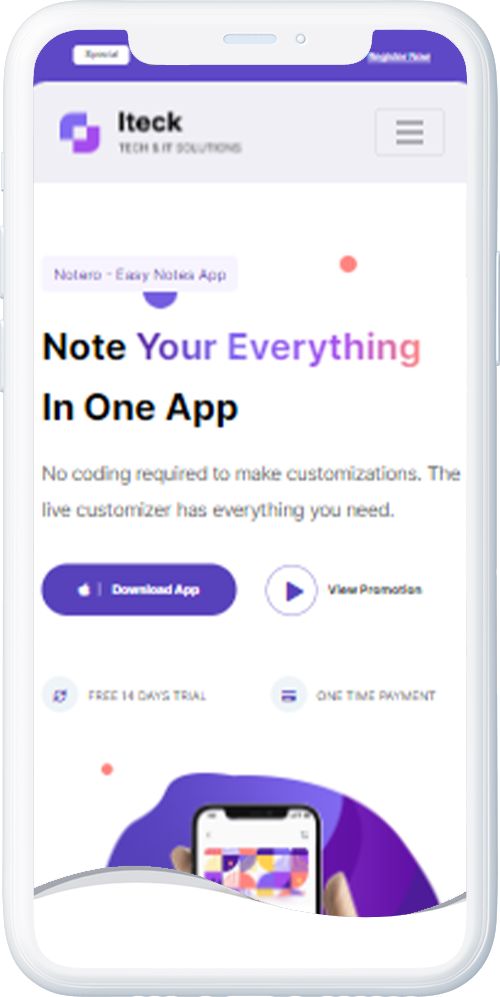 Special
Register Now
Iteck
TECH & IT SOLUTIONS
Notero - Easy Notes App
Note Your Everything
In One App
No coding required to make customizations. The
live customizer has everything you need.
Download App
View Promotion
FREE 14 DAYS TRIAL
ONE TIME PAYMENT